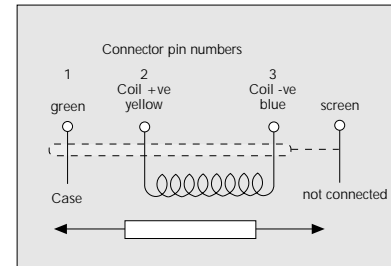 Connector pin numbers
1 2 3
Coil +ve Coil -ve
green yellow blue screen
Case not connected